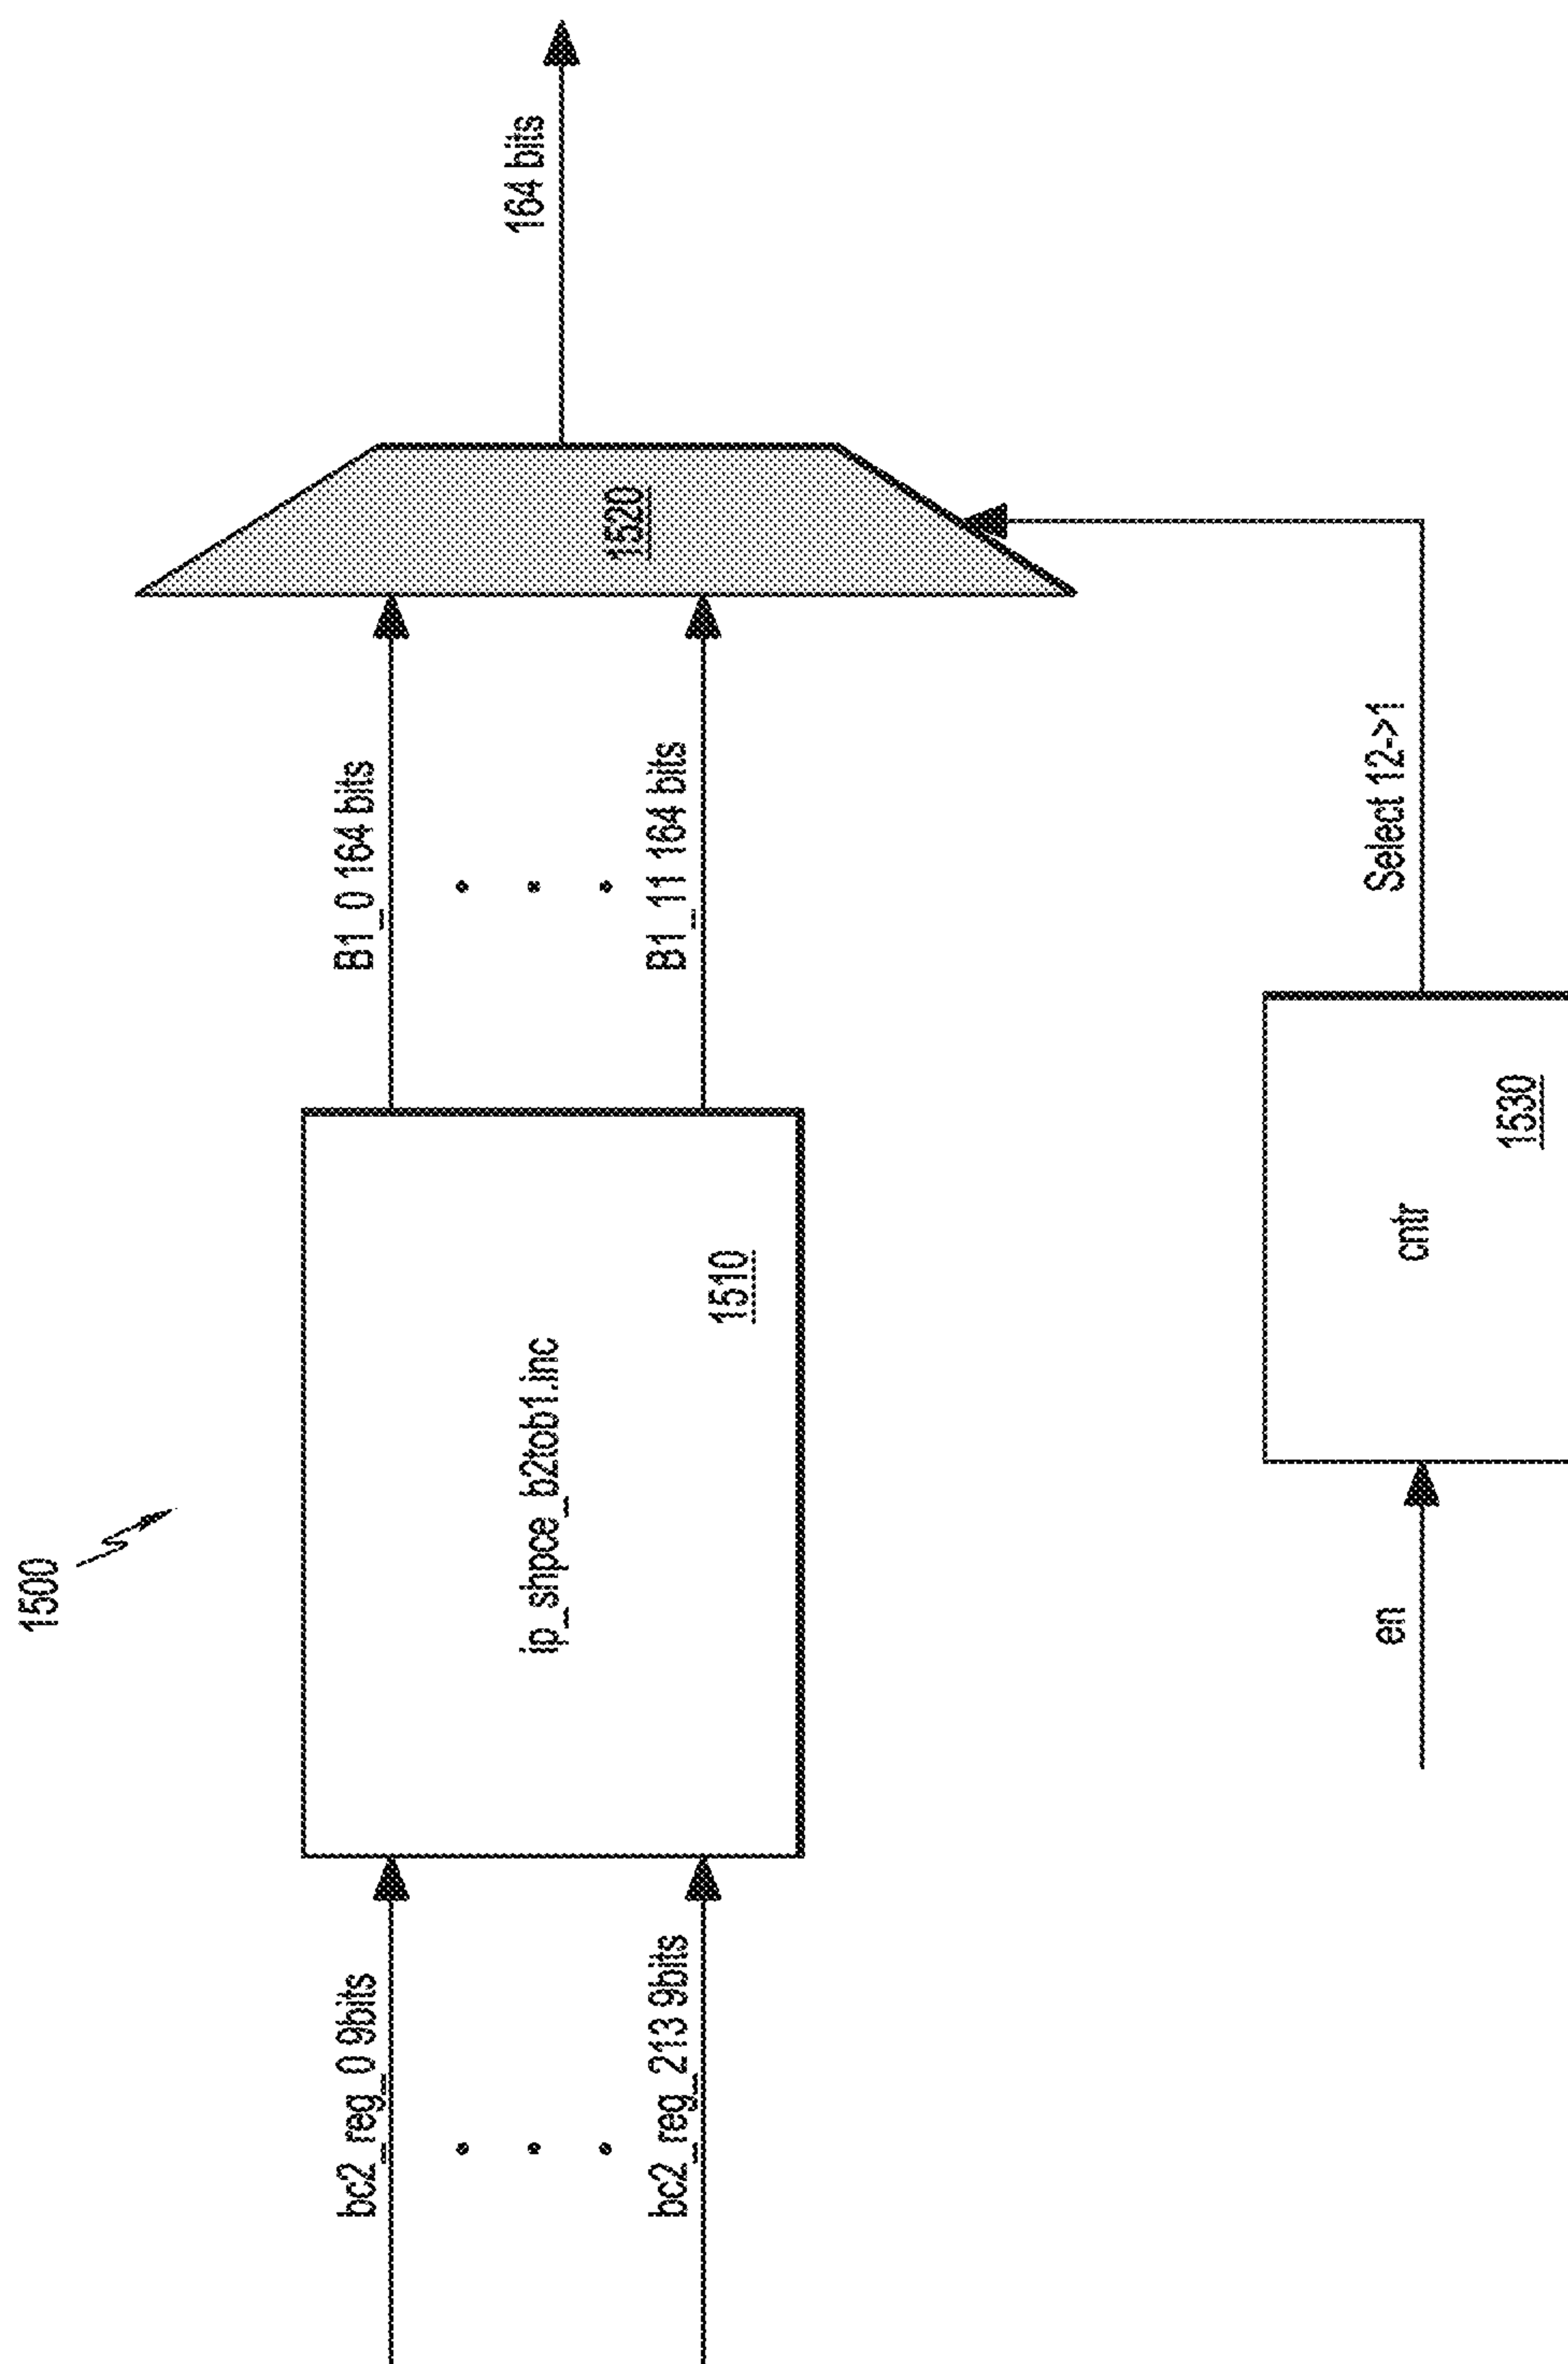 1500
bc2_reg_0 9bits
bc2_reg_213 9bits
ip_shpce_b2tob1.inc
1510
B1_0 164 bits
B1_11 164 bits
1520
164 bits
en
cntr
1530
Select 12->1